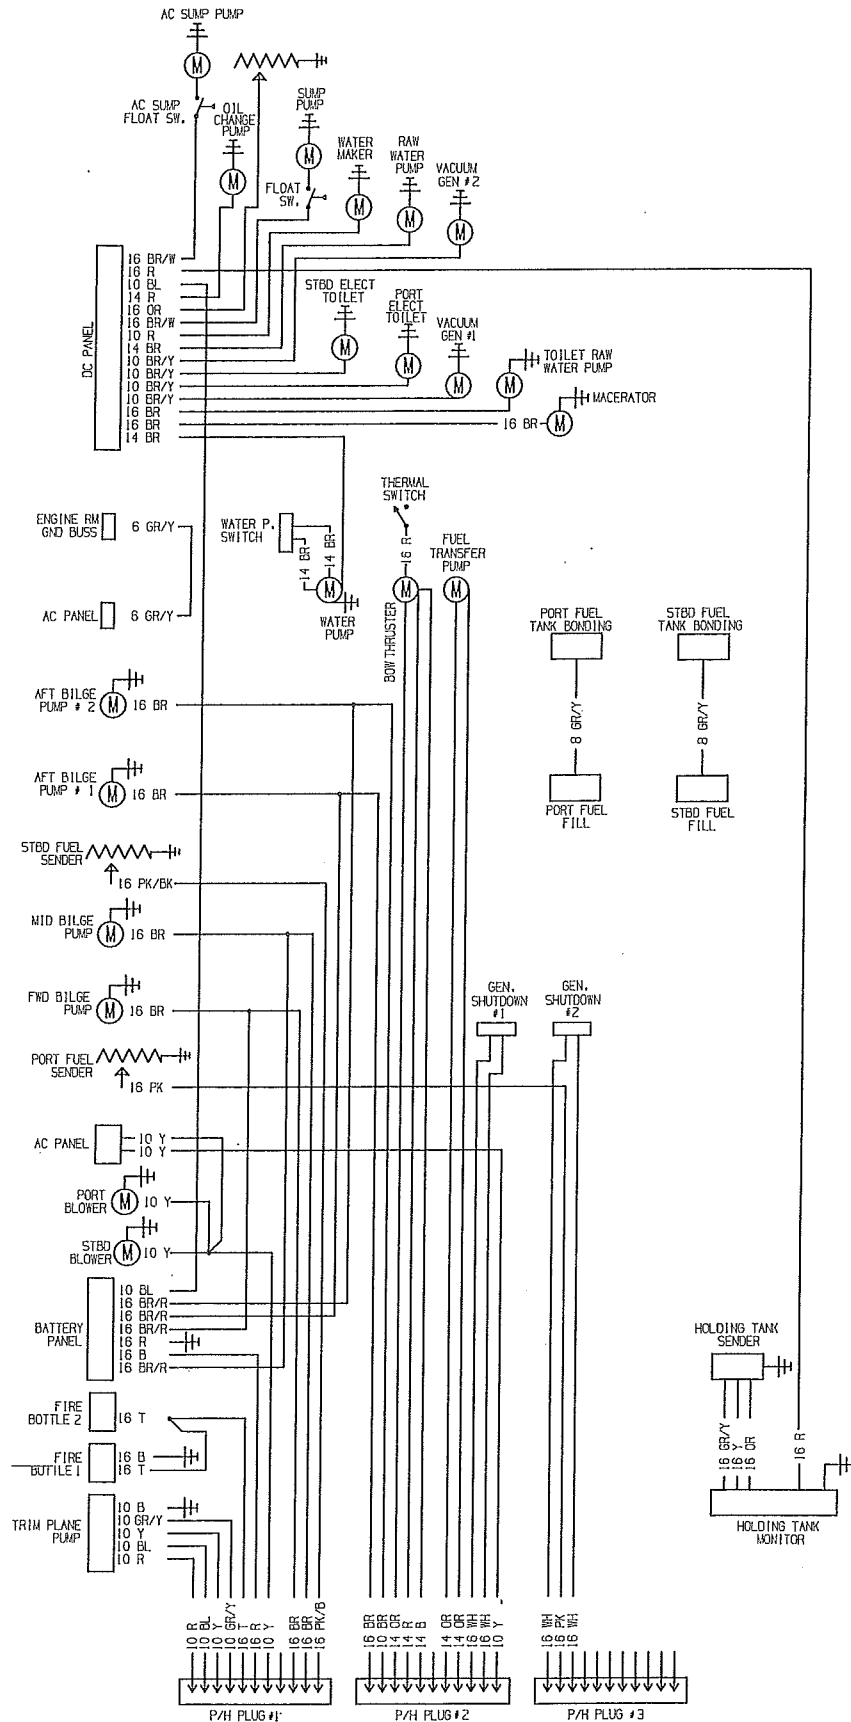 AC SUMP PUMP
M
AC SUMP
FLOAT SW.
OIL
CHANGE
PUMP
M
SUMP
PUMP
M
FLOAT
SW.
WATER
MAKER
M
RAW
WATER
PUMP
M
VACUUM
GEN #2
M
DC PANEL
16 BR/W
16 R
10 BL
14 R
16 OR
16 BR/W
10 R
14 BR
10 BR/Y
10 BR/Y
10 BR/Y
10 BR/Y
16 BR
16 BR
14 BR
STBD ELECT
TOILET
M
PORT
ELECT
TOILET
M
VACUUM
GEN #1
M
TOILET RAW
WATER PUMP
M
MACERATOR
16 BR
M
ENGINE RM
GND BUSS
6 GR/Y
AC PANEL
6 GR/Y
WATER P.
SWITCH
14 BR
14 BR
M
WATER
PUMP
THERMAL
SWITCH
16 R
M
BOW THRUSTER
FUEL
TRANSFER
PUMP
M
PORT FUEL
TANK BONDING
8 GR/Y
PORT FUEL
FILL
STBD FUEL
TANK BONDING
8 GR/Y
STBD FUEL
FILL
AFT BILGE
PUMP # 2
M
16 BR
AFT BILGE
PUMP # 1
M
16 BR
STBD FUEL
SENDER
16 PK/BK
MID BILGE
PUMP
M
16 BR
FWD BILGE
PUMP
M
16 BR
PORT FUEL
SENDER
16 PK
GEN.
SHUTDOWN
#1
GEN.
SHUTDOWN
#2
AC PANEL
10 Y
10 Y
PORT
BLOWER
M
10 Y
STBD
BLOWER
M
10 Y
BATTERY
PANEL
10 BL
16 BR/R
16 BR/R
16 BR/R
16 R
16 B
16 BR/R
FIRE
BOTTLE 2
16 T
FIRE
BOTTLE 1
16 B
16 T
TRIM PLANE
PUMP
10 B
10 GR/Y
10 Y
10 BL
10 R
HOLDING TANK
SENDER
16 GR/Y
16 Y
16 OR
16 R
HOLDING TANK
MONITOR
10 R
10 BL
10 Y
10 GR/Y
16 T
16 R
10 Y
16 BR
16 BR
16 PK/B
P/H PLUG #1
16 BR
10 BR
14 OR
14 R
14 B
14 OR
14 OR
16 WH
16 WH
10 Y
P/H PLUG #2
16 WH
16 PK
16 WH
P/H PLUG #3